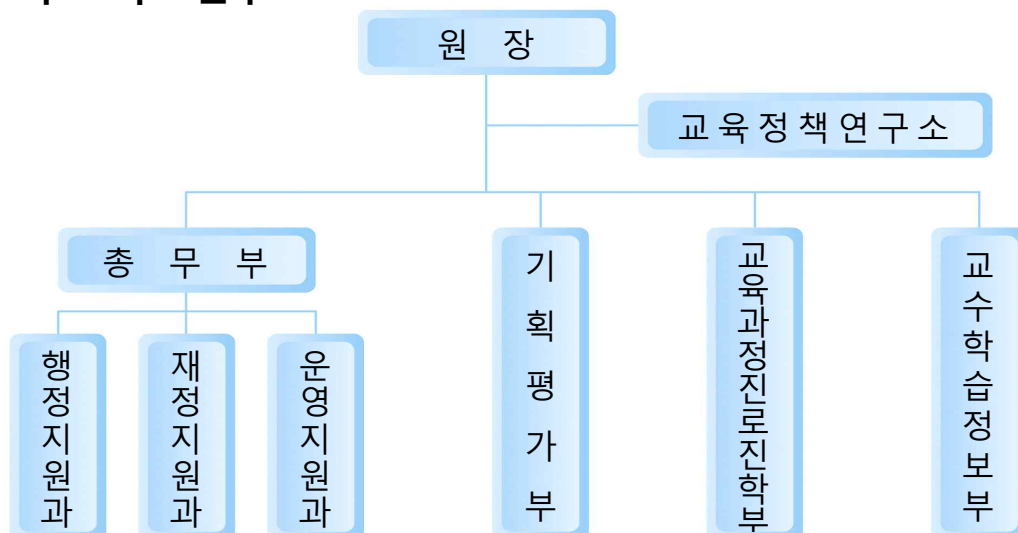 원 장
교육정책연구소
총 무 부
기획평가부
교육과정진로진학부
교수학습정보부
행정지원과
재정지원과
운영지원과